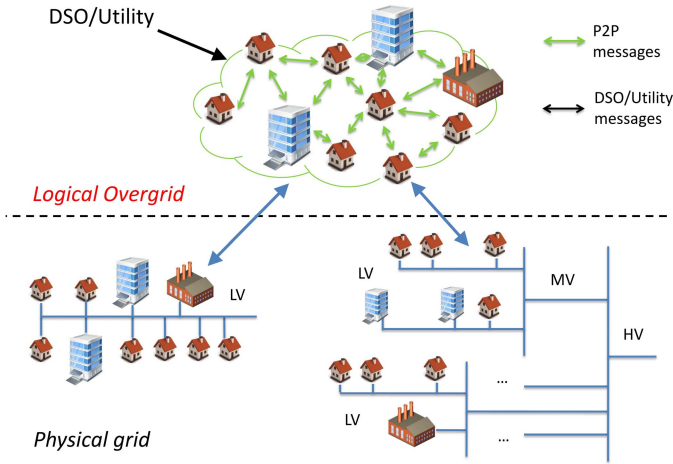 DSO/Utility
P2P
messages
DSO/Utility
messages
Logical Overgrid
LV
MV
LV
HV
...
LV
...
Physical grid